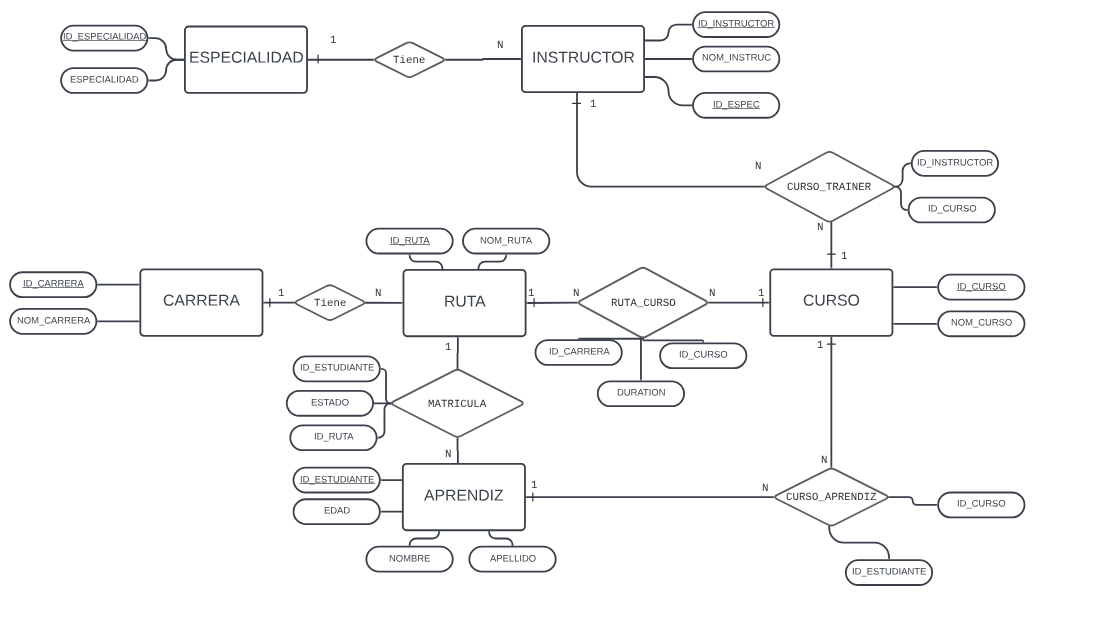 ID_ESPECIALIDAD
ESPECIALIDAD
ESPECIALIDAD
1
Tiene
N
INSTRUCTOR
ID_INSTRUCTOR
NOM_INSTRUC
ID_ESPEC
1
N
CURSO_TRAINER
ID_INSTRUCTOR
ID_CURSO
N
1
ID_CARRERA
NOM_CARRERA
CARRERA
1
Tiene
N
ID_RUTA
NOM_RUTA
RUTA
1
N
RUTA_CURSO
N
1
CURSO
ID_CURSO
NOM_CURSO
ID_CARRERA
ID_CURSO
DURATION
1
1
ID_ESTUDIANTE
ESTADO
ID_RUTA
MATRICULA
N
ID_ESTUDIANTE
EDAD
APRENDIZ
NOMBRE
APELLIDO
1
N
N
CURSO_APRENDIZ
ID_CURSO
ID_ESTUDIANTE